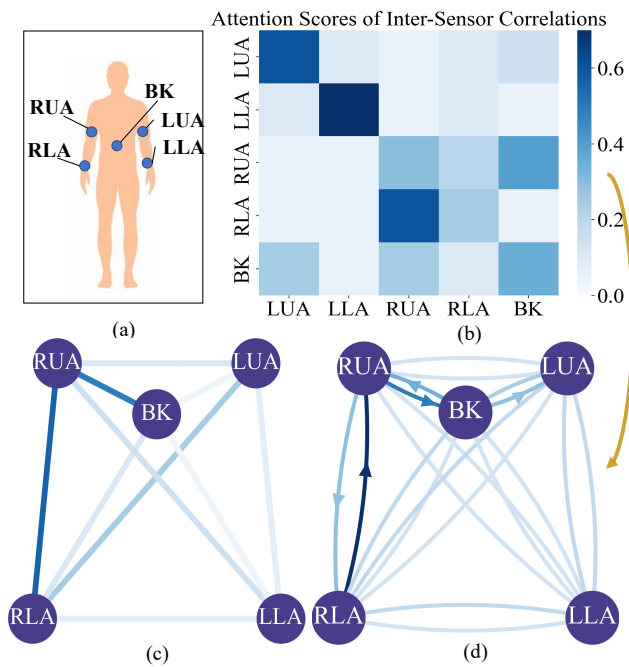 Attention Scores of Inter-Sensor Correlations
RUA
BK
LUA
RLA
LLA
(a)
LUA
LLA
RUA
RLA
BK
LUA
LLA
RUA
RLA
BK
0.6
0.4
0.2
0.0
(b)
RUA
LUA
BK
RLA
LLA
(c)
RUA
LUA
BK
RLA
LLA
(d)